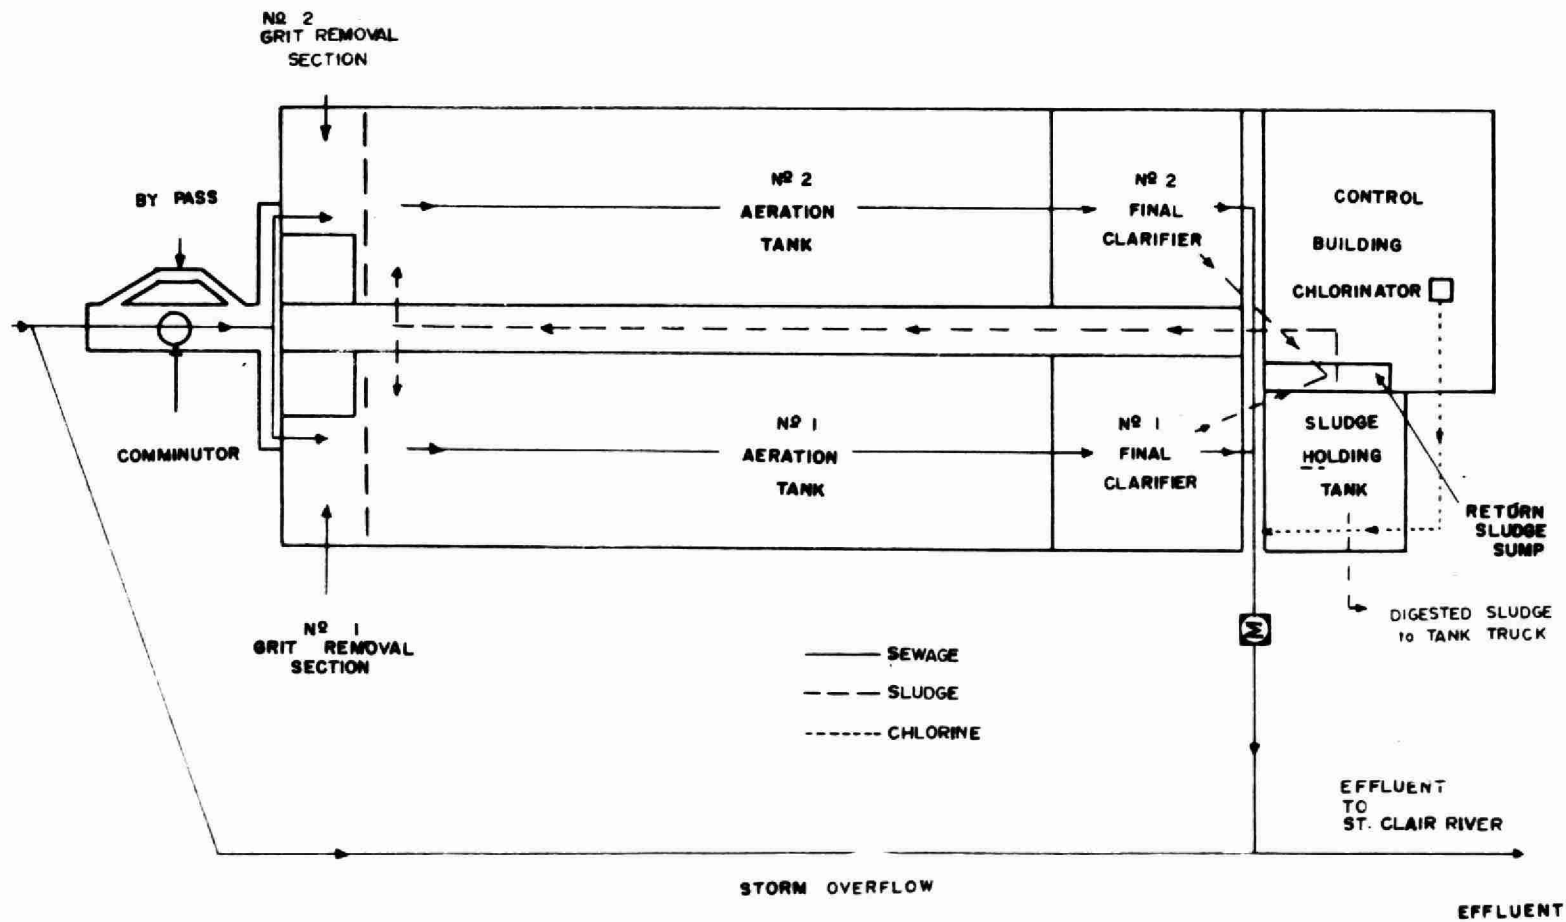 Nº 2
GRIT REMOVAL
SECTION
BY PASS
Nº 2
AERATION
TANK
Nº 2
FINAL
CLARIFIER
CONTROL
BUILDING
CHLORINATOR
COMMINUTOR
Nº 1
AERATION
TANK
Nº 1
FINAL
CLARIFIER
SLUDGE
HOLDING
TANK
RETORN
SLUDGE
SUMP
Nº 1
GRIT REMOVAL
SECTION
M
DIGESTED SLUDGE
to TANK TRUCK
SEWAGE
SLUDGE
CHLORINE
EFFLUENT
TO
ST. CLAIR RIVER
STORM OVERFLOW
EFFLUENT